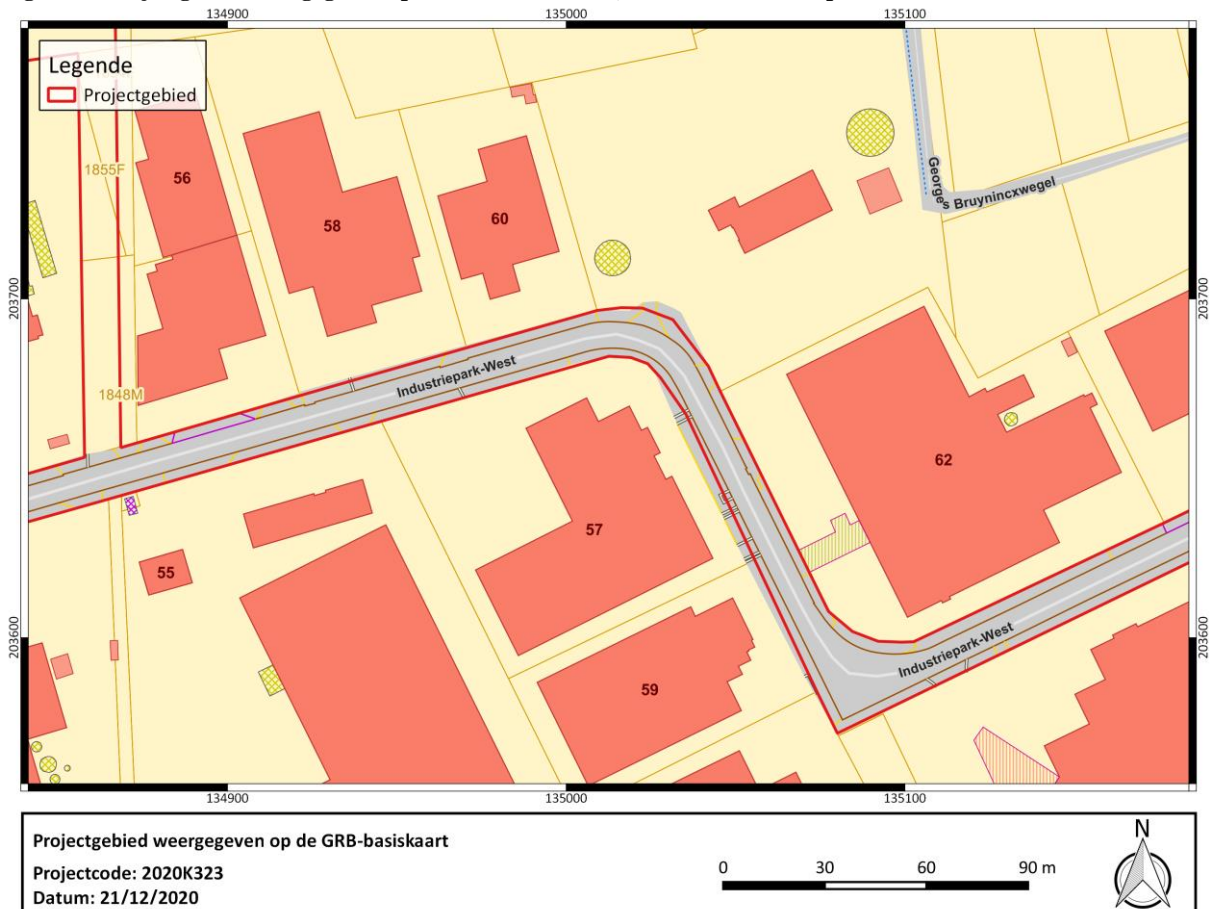 134900
135000
135100
Legende
Projectgebied
1855F
56
58
60
George's Bruynincxwegel
203700
203700
Industriepark-West
1848M
62
57
55
203600
203600
Industriepark-West
59
134900
135000
135100
Projectgebied weergegeven op de GRB-basiskaart
Projectcode: 2020K323
Datum: 21/12/2020
0 30 60 90 m
N